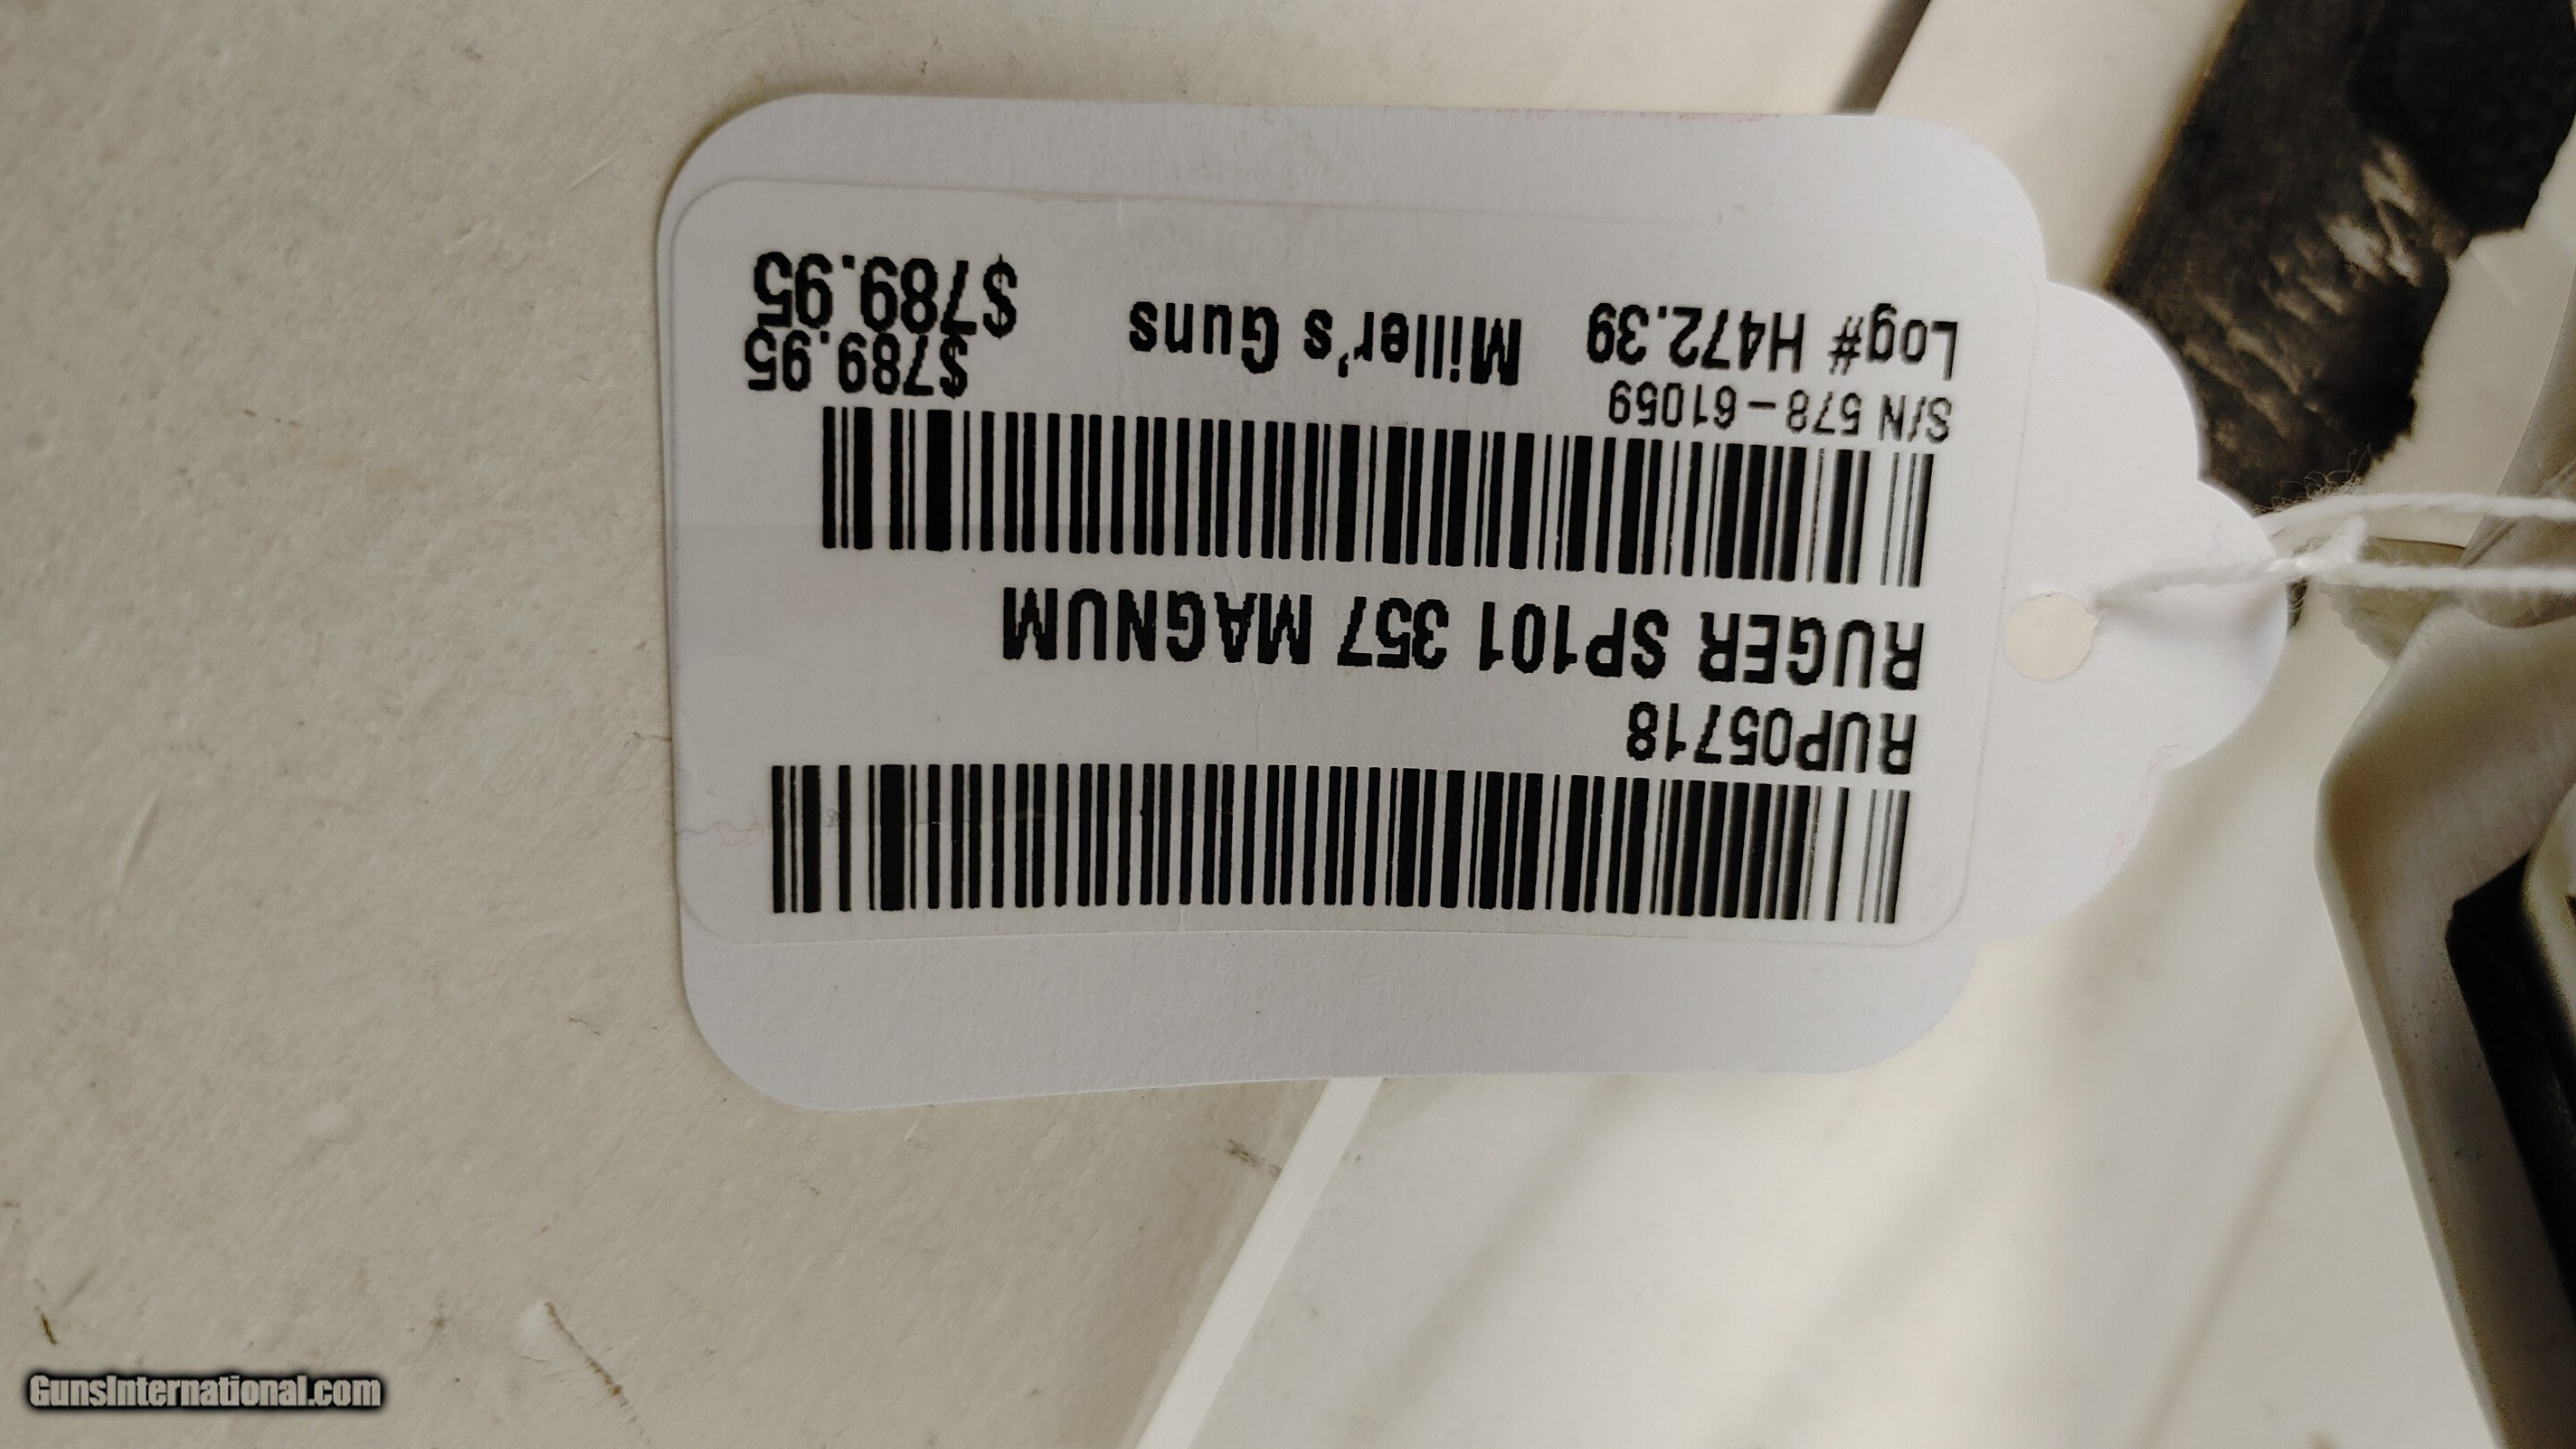 RUP05718
RUGER SP101 357 MAGNUM
S/N 578-61059 $789.95
Log# H472.39 Miller's Guns $789.95
GunsInternational.com